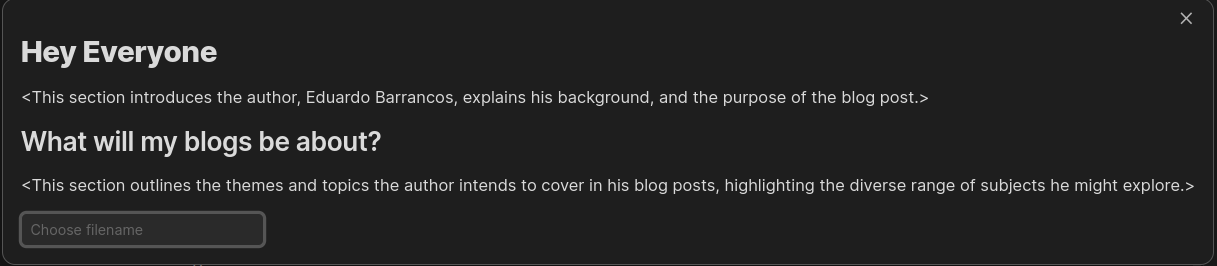 Hey Everyone
<This section introduces the author, Eduardo Barrancos, explains his background, and the purpose of the blog post.>
What will my blogs be about?
<This section outlines the themes and topics the author intends to cover in his blog posts, highlighting the diverse range of subjects he might explore.>
Choose filename